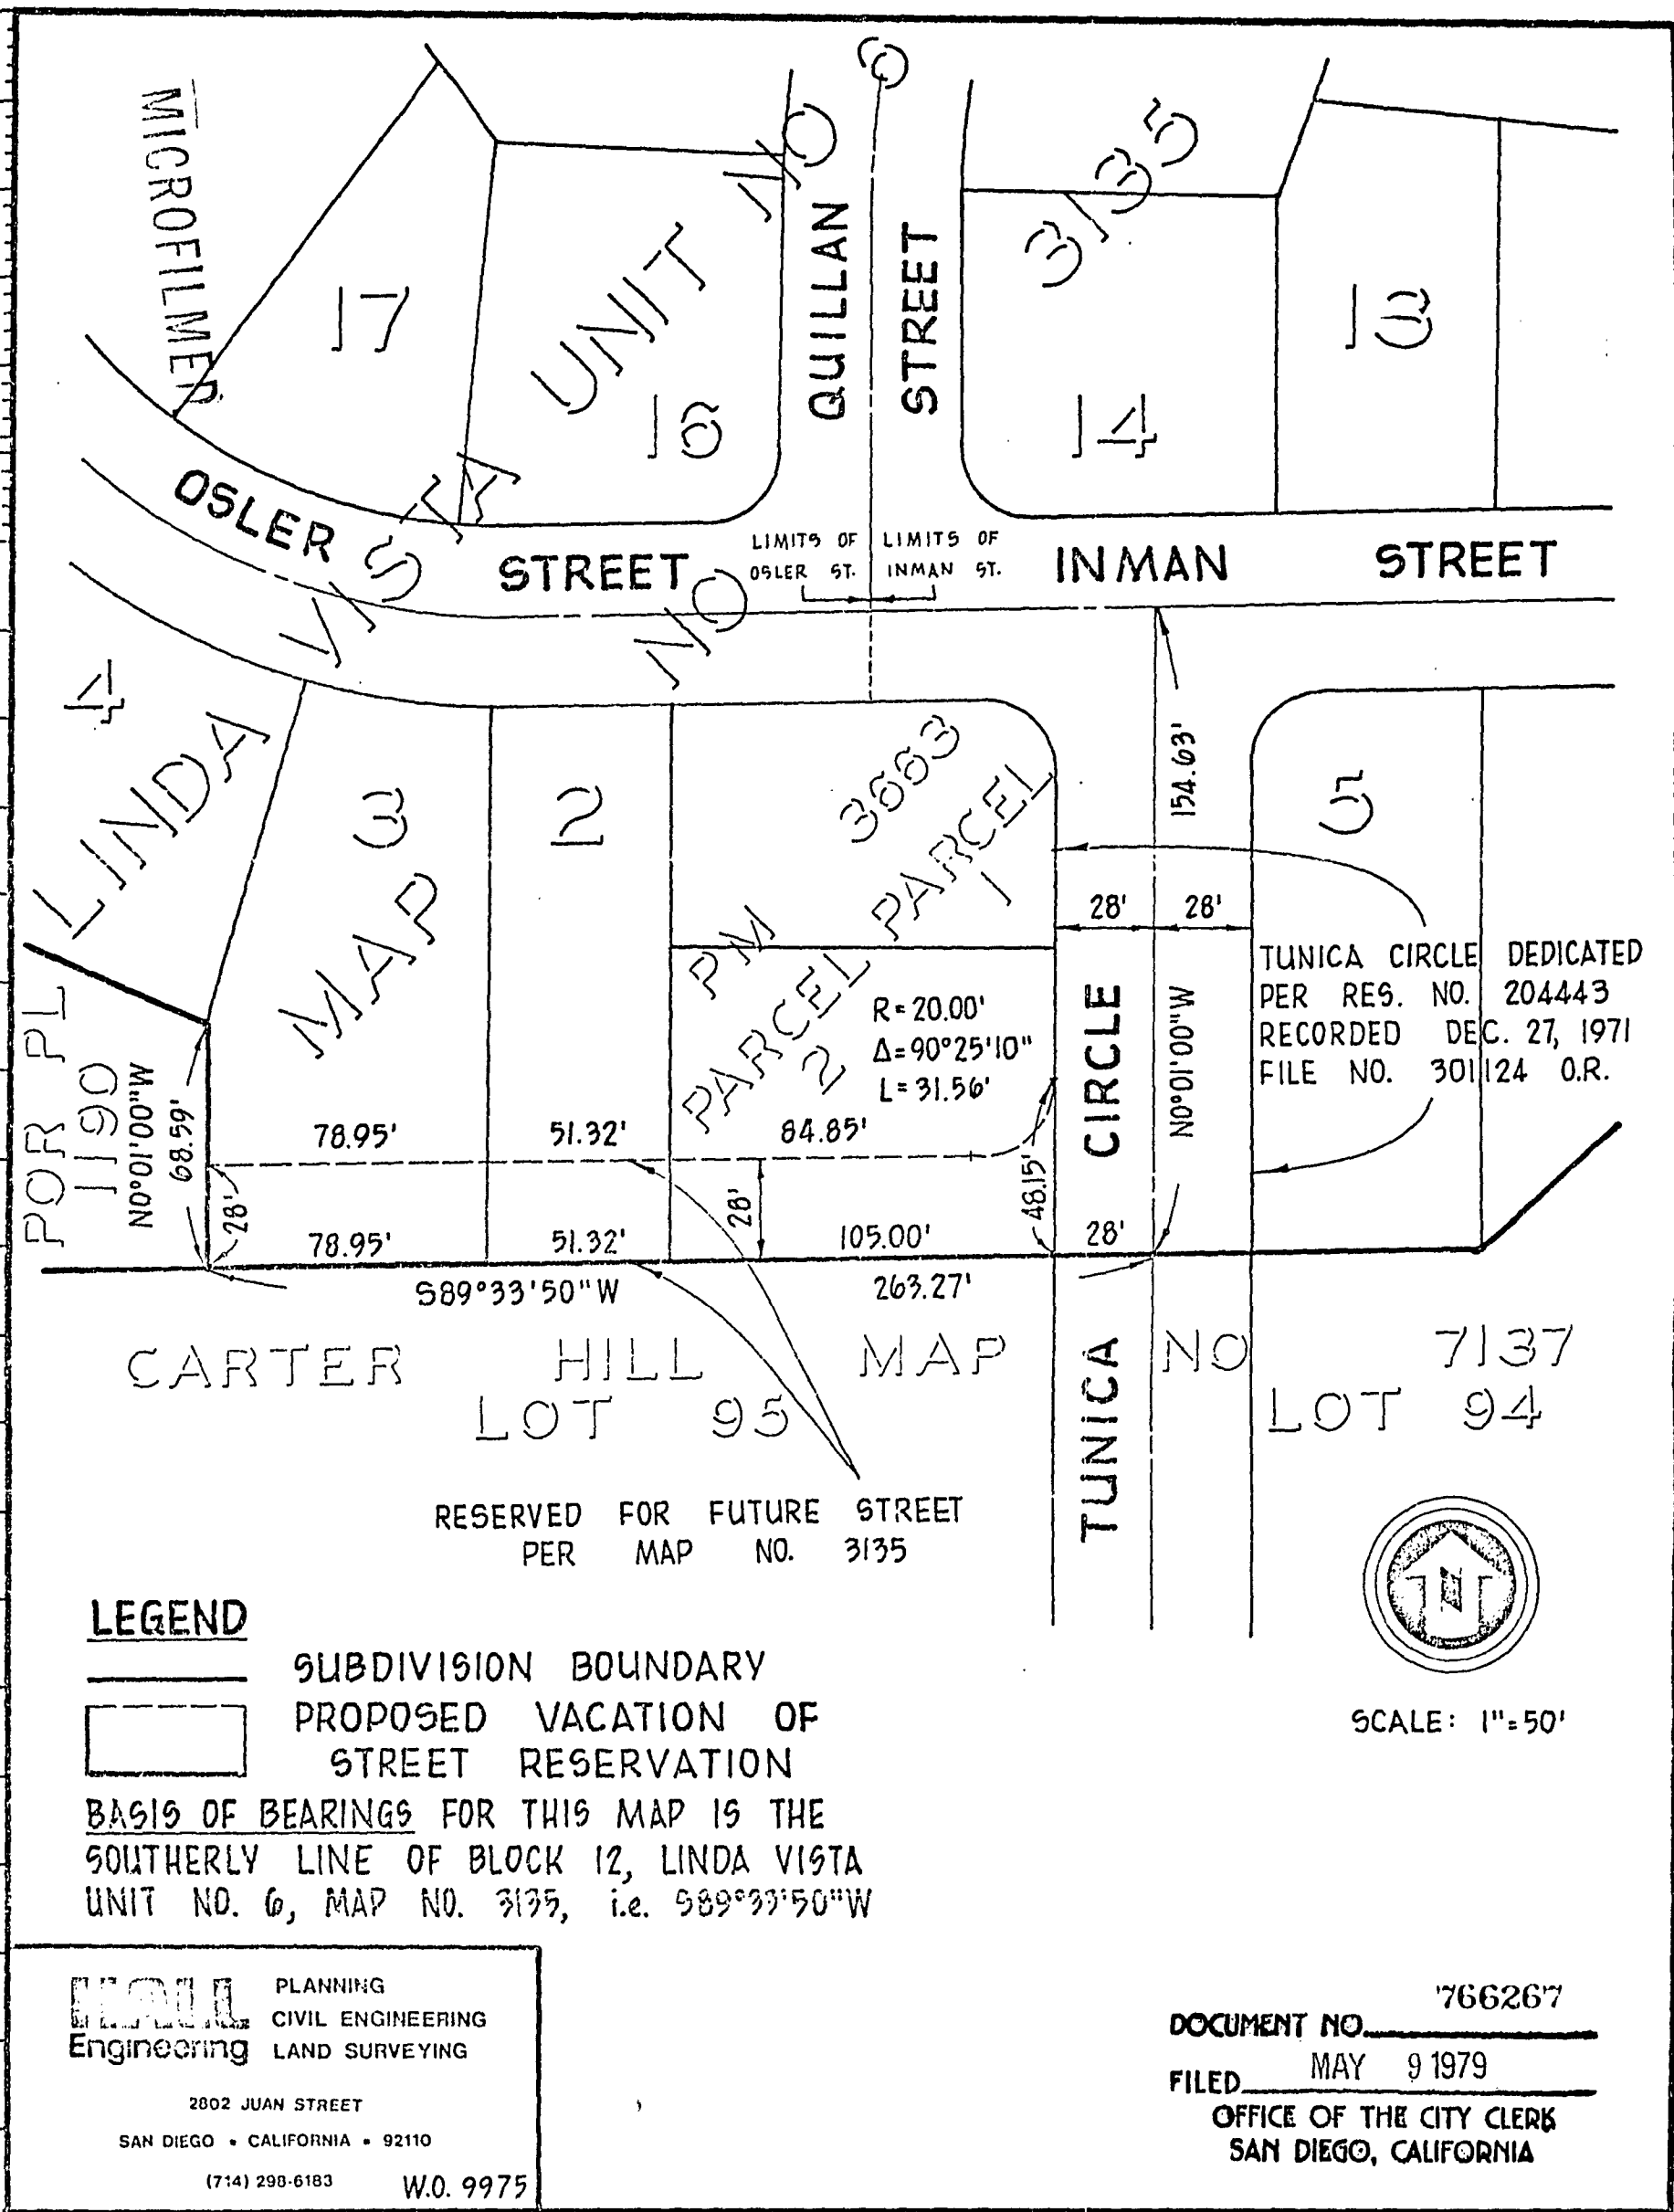 MICROFILMED
17
UNIT NO 6
16
QUILLAN
STREET
3135
14
13
OSLER
STREET
LIMITS OF
OSLER ST.
LIMITS OF
INMAN ST.
INMAN STREET
VISTA
NO
4
LINDA
3
MAP
2
3663
PM
PARCEL
1
PARCEL
2
5
154.63'
28' 28'
TUNICA CIRCLE DEDICATED
PER RES. NO. 204443
RECORDED DEC. 27, 1971
FILE NO. 301124 O.R.
R=20.00'
Δ=90°25'10"
L=31.56'
CIRCLE
N0°01'00"W
POR PL
1190
N0°01'00"W
68.59'
78.95' 51.32' 84.85'
28'
28'
48.15'
78.95' 51.32' 105.00' 28'
S89°33'50"W 263.27'
CARTER HILL MAP NO 7137
LOT 95
LOT 94
TUNICA
RESERVED FOR FUTURE STREET
PER MAP NO. 3135
LEGEND
SUBDIVISION BOUNDARY
PROPOSED VACATION OF
STREET RESERVATION
BASIS OF BEARINGS FOR THIS MAP IS THE
SOUTHERLY LINE OF BLOCK 12, LINDA VISTA
UNIT NO. 6, MAP NO. 3135, i.e. S89°33'50"W
N
SCALE: 1"=50'
HALL
Engineering
PLANNING
CIVIL ENGINEERING
LAND SURVEYING
2802 JUAN STREET
SAN DIEGO • CALIFORNIA • 92110
(714) 298-6183
W.O. 9975
DOCUMENT NO. 766267
FILED MAY 9 1979
OFFICE OF THE CITY CLERK
SAN DIEGO, CALIFORNIA